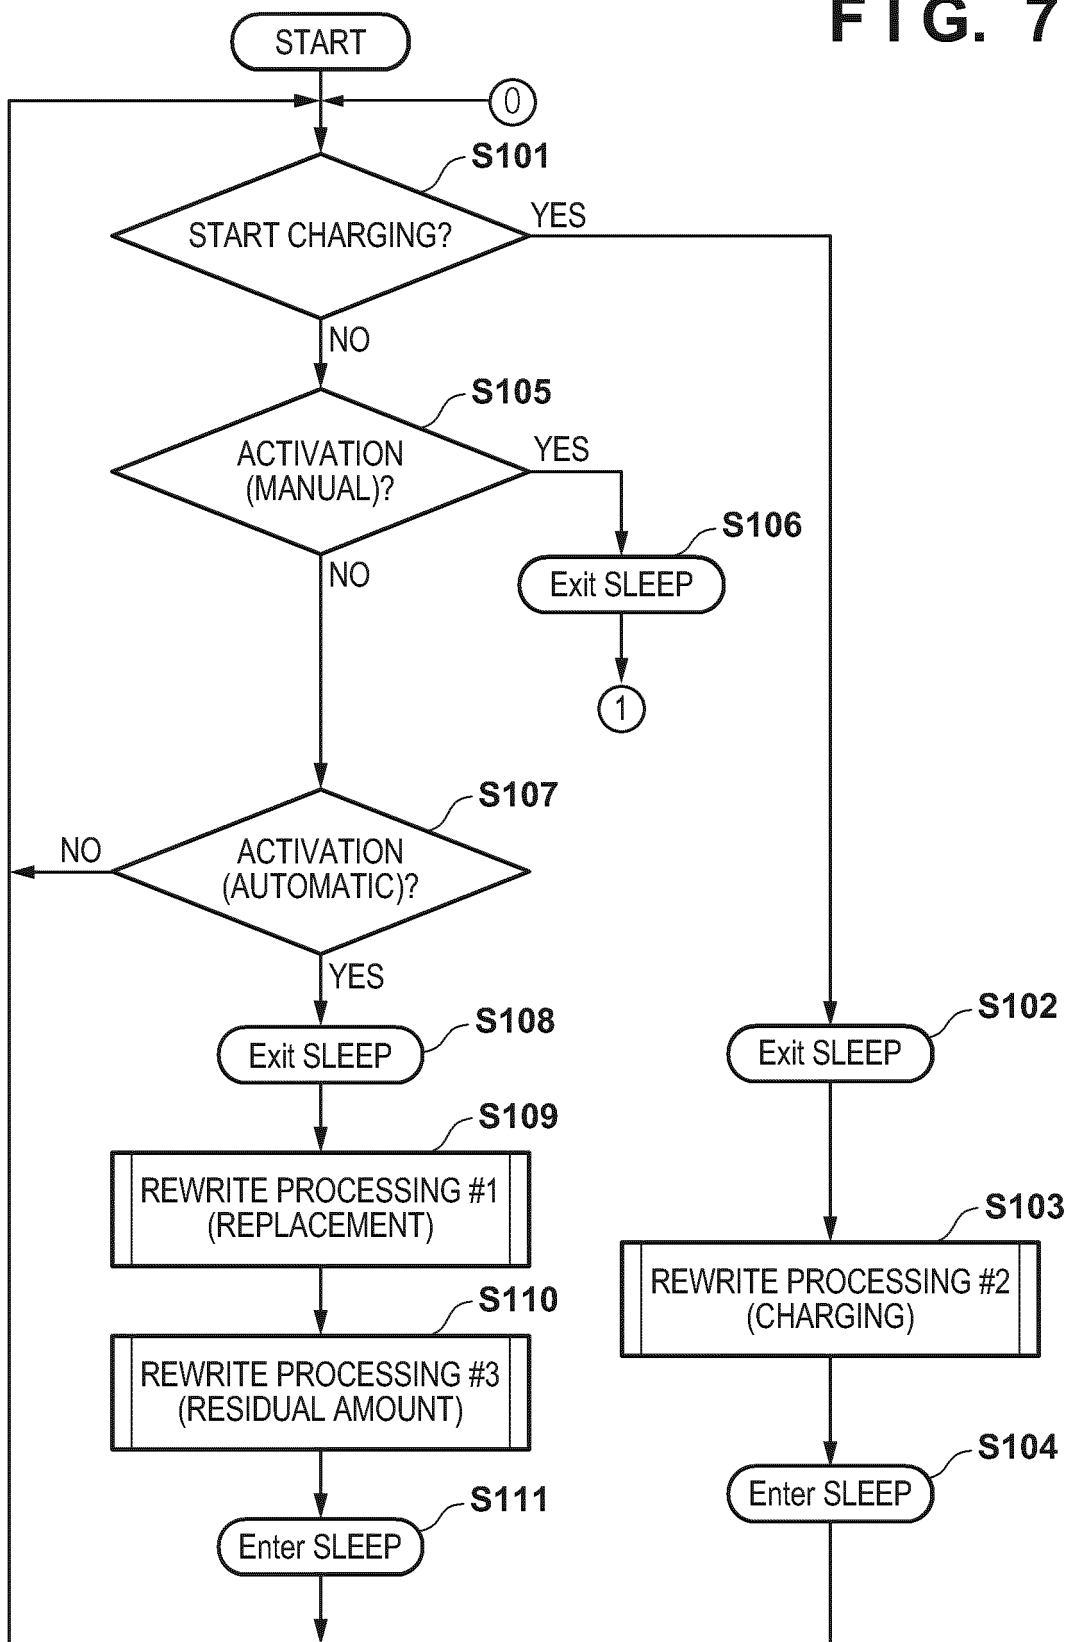 FIG. 7
START
0
S101
START CHARGING?
YES
NO
S105
ACTIVATION
(MANUAL)?
YES
NO
S106
Exit SLEEP
1
S107
ACTIVATION
(AUTOMATIC)?
NO
YES
S108
Exit SLEEP
S102
Exit SLEEP
S109
REWRITE PROCESSING #1
(REPLACEMENT)
S103
REWRITE PROCESSING #2
(CHARGING)
S110
REWRITE PROCESSING #3
(RESIDUAL AMOUNT)
S104
Enter SLEEP
S111
Enter SLEEP